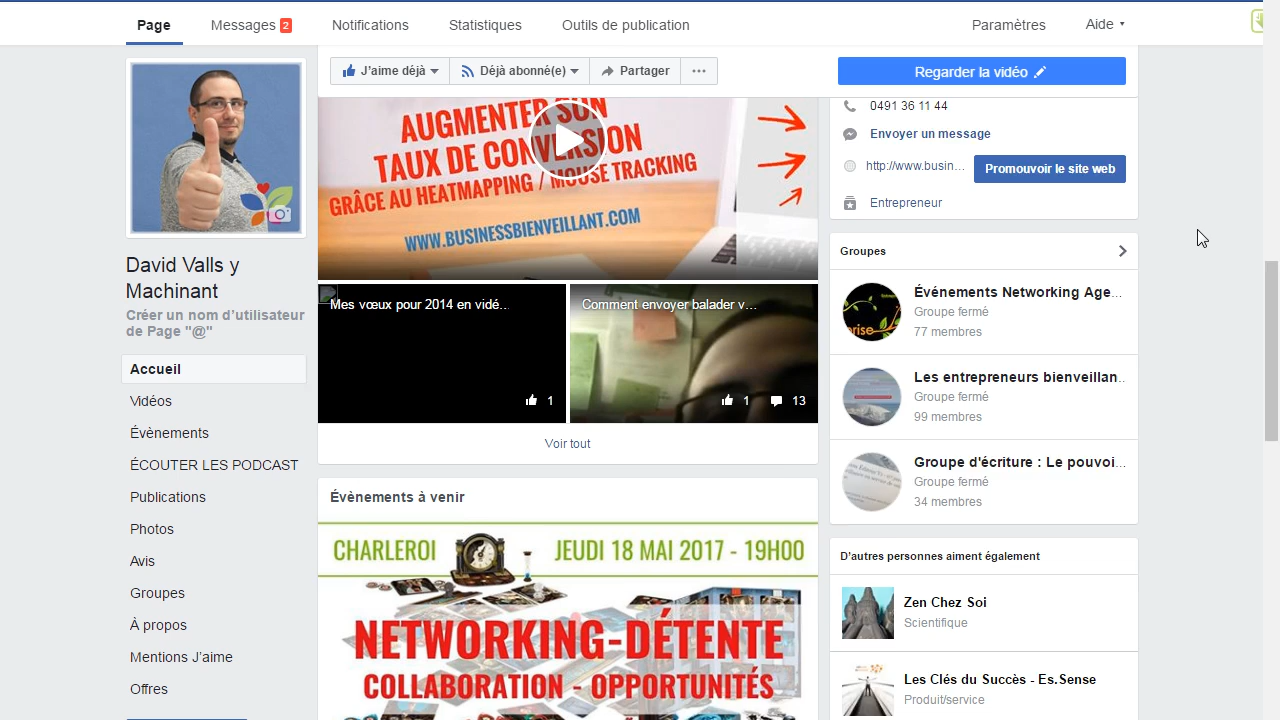 Page
Messages 2
Notifications
Statistiques
Outils de publication
Paramètres
Aide
J'aime déjà
Déjà abonné(e)
Partager
Regarder la vidéo
David Valls y
Machinant
Créer un nom d’utilisateur
de Page "@"
Accueil
Vidéos
Évènements
ÉCOUTER LES PODCAST
Publications
Photos
Avis
Groupes
À propos
Mentions J’aime
Offres
AUGMENTER SON
TAUX DE CONVERSION
GRÂCE AU HEATMAPPING / MOUSE TRACKING
WWW.BUSINESSBIENVEILLANT.COM
Mes vœux pour 2014 en vidé...
1
Comment envoyer balader v...
1 13
Voir tout
Évènements à venir
CHARLEROI
JEUDI 18 MAI 2017 - 19H00
NETWORKING-DÉTENTE
COLLABORATION - OPPORTUNITÉS
0491 36 11 44
Envoyer un message
http://www.busin...
Promouvoir le site web
Entrepreneur
Groupes
rise
Événements Networking Age...
Groupe fermé
77 membres
Les entrepreneurs bienveillan...
Groupe fermé
99 membres
Groupe d'écriture : Le pouvoi...
Groupe fermé
34 membres
D'autres personnes aiment également
Zen Chez Soi
Scientifique
Les Clés du Succès - Es.Sense
Produit/service